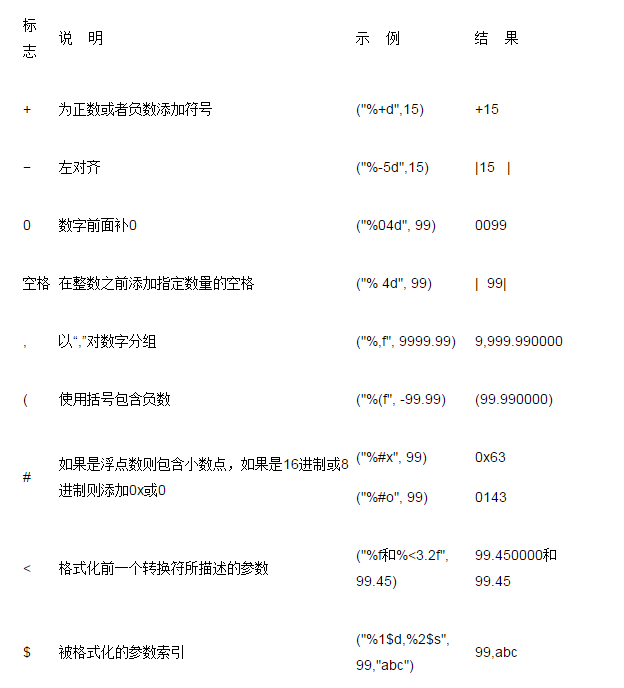 标志 说 明 示 例 结 果
+ 为正数或者负数添加符号 ("%+d",15) +15
− 左对齐 ("%-5d",15) |15   |
0 数字前面补0 ("%04d", 99) 0099
空格 在整数之前添加指定数量的空格 ("% 4d", 99) |  99|
, 以“,”对数字分组 ("%,f", 9999.99) 9,999.990000
( 使用括号包含负数 ("%(f", -99.99) (99.990000)
# 如果是浮点数则包含小数点，如果是16进制或8
进制则添加0x或0
("%#x", 99) 0x63
("%#o", 99) 0143
< 格式化前一个转换符所描述的参数 ("%f和%<3.2f",
99.45)
99.450000和
99.45
$ 被格式化的参数索引 ("%1$d,%2$s",
99,"abc")
99,abc